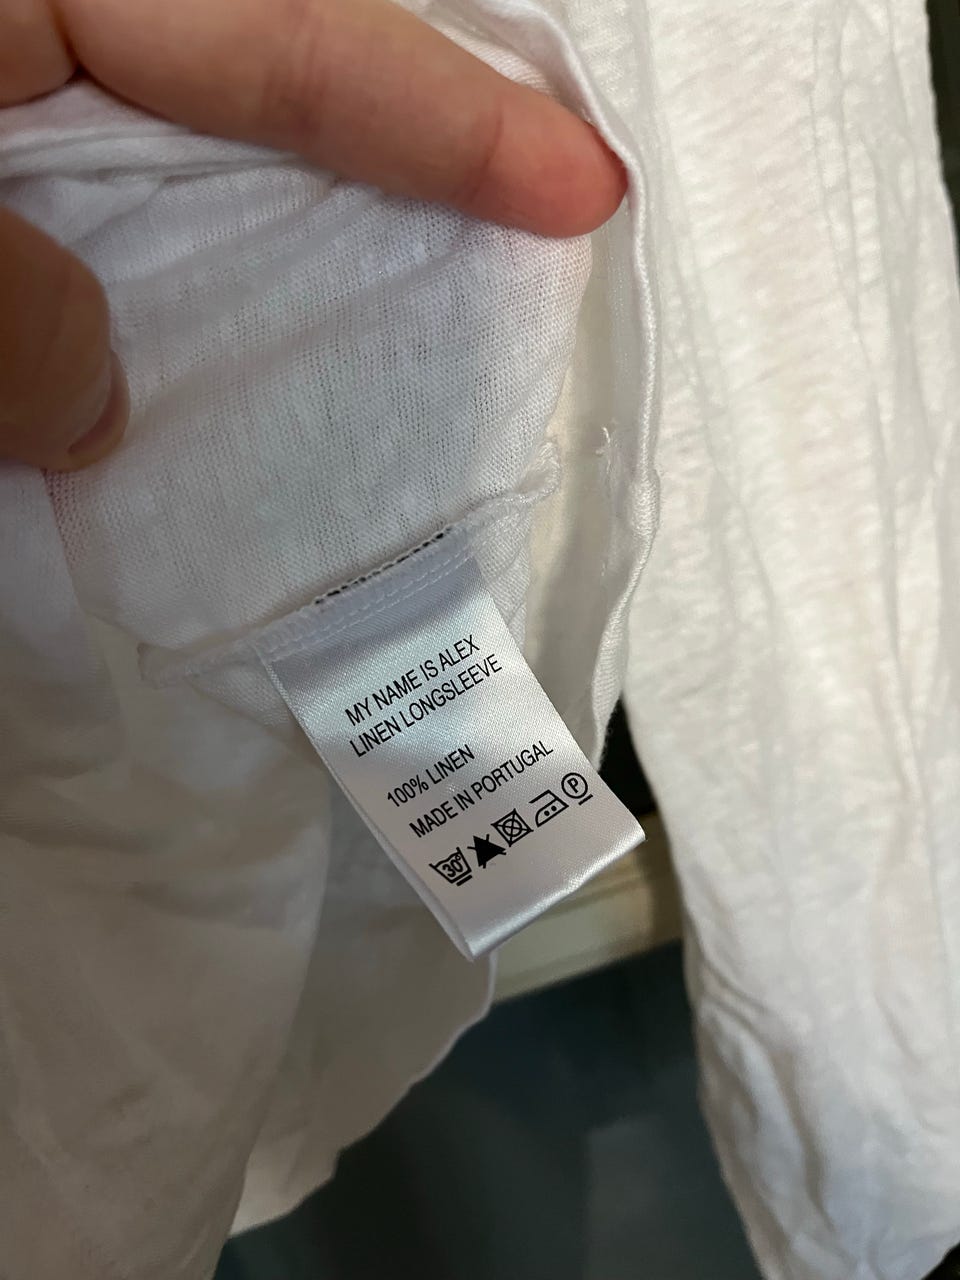 MY NAME IS ALEX
LINEN LONGSLEEVE
100% LINEN
MADE IN PORTUGAL
30° P